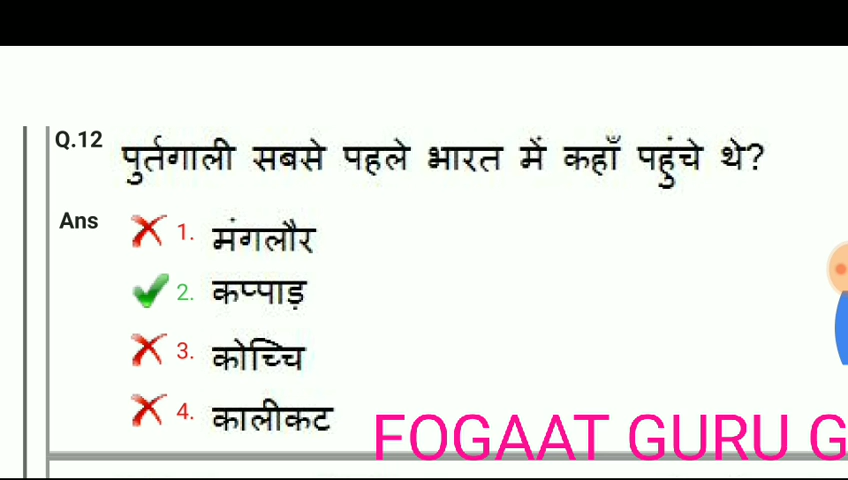 Q.12 पुर्तगाली सबसे पहले भारत में कहाँ पहुंचे थे?
Ans 1. मंगलौर
2. कप्पाड़
3. कोच्चि
4. कालीकट
FOGAAT GURU G